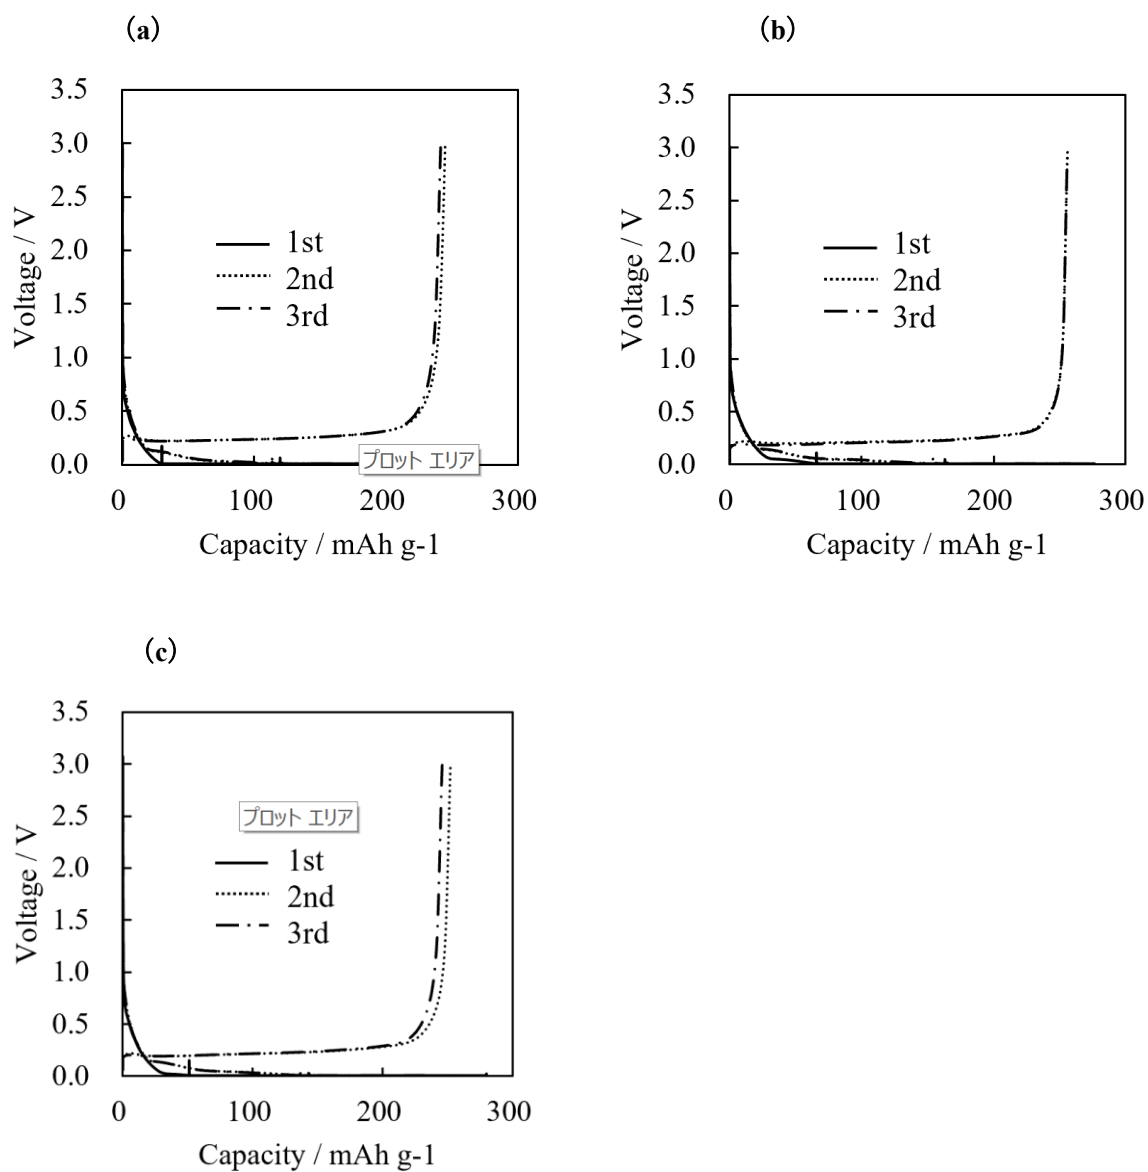 (a)
3.5
3.0
2.5
2.0
1.5
1.0
0.5
0.0
Voltage / V
1st
2nd
3rd
プロット エリア
0 100 200 300
Capacity / mAh g-1
(b)
3.5
3.0
2.5
2.0
1.5
1.0
0.5
0.0
Voltage / V
1st
2nd
3rd
0 100 200 300
Capacity / mAh g-1
(c)
3.5
3.0
2.5
2.0
1.5
1.0
0.5
0.0
Voltage / V
プロット エリア
1st
2nd
3rd
0 100 200 300
Capacity / mAh g-1